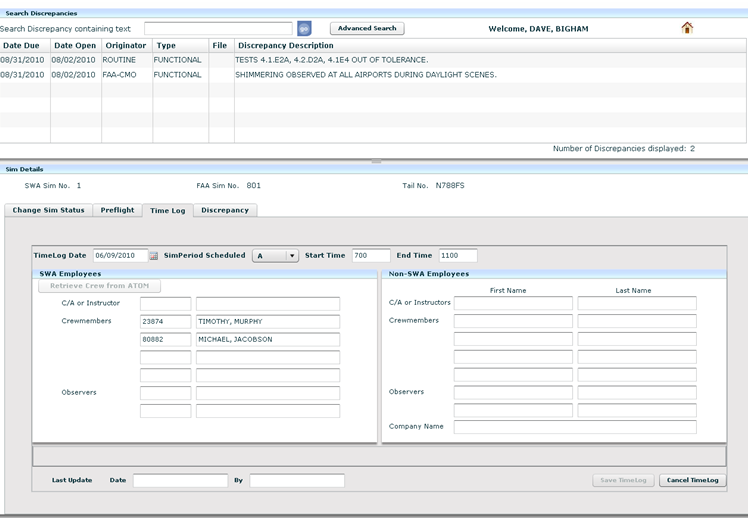 Search Discrepancies
Search Discrepancy containing text go Advanced Search Welcome, DAVE, BIGHAM
Date Due Date Open Originator Type File Discrepancy Description
08/31/2010 08/02/2010 ROUTINE FUNCTIONAL TESTS 4.1.E2A, 4.2.D2A, 4.1E4 OUT OF TOLERANCE.
08/31/2010 08/02/2010 FAA-CMO FUNCTIONAL SHIMMERING OBSERVED AT ALL AIRPORTS DURING DAYLIGHT SCENES.
Number of Discrepancies displayed: 2
Sim Details
SWA Sim No. 1 FAA Sim No. 801 Tail No. N788FS
Change Sim Status Preflight Time Log Discrepancy
TimeLog Date 06/09/2010 SimPeriod Scheduled A Start Time 700 End Time 1100
SWA Employees Non-SWA Employees
Retrieve Crew from ATOM First Name Last Name
C/A or Instructor C/A or Instructors
Crewmembers 23874 TIMOTHY, MURPHY Crewmembers
80882 MICHAEL, JACOBSON
Observers Observers
Company Name
Last Update Date By Save TimeLog Cancel TimeLog